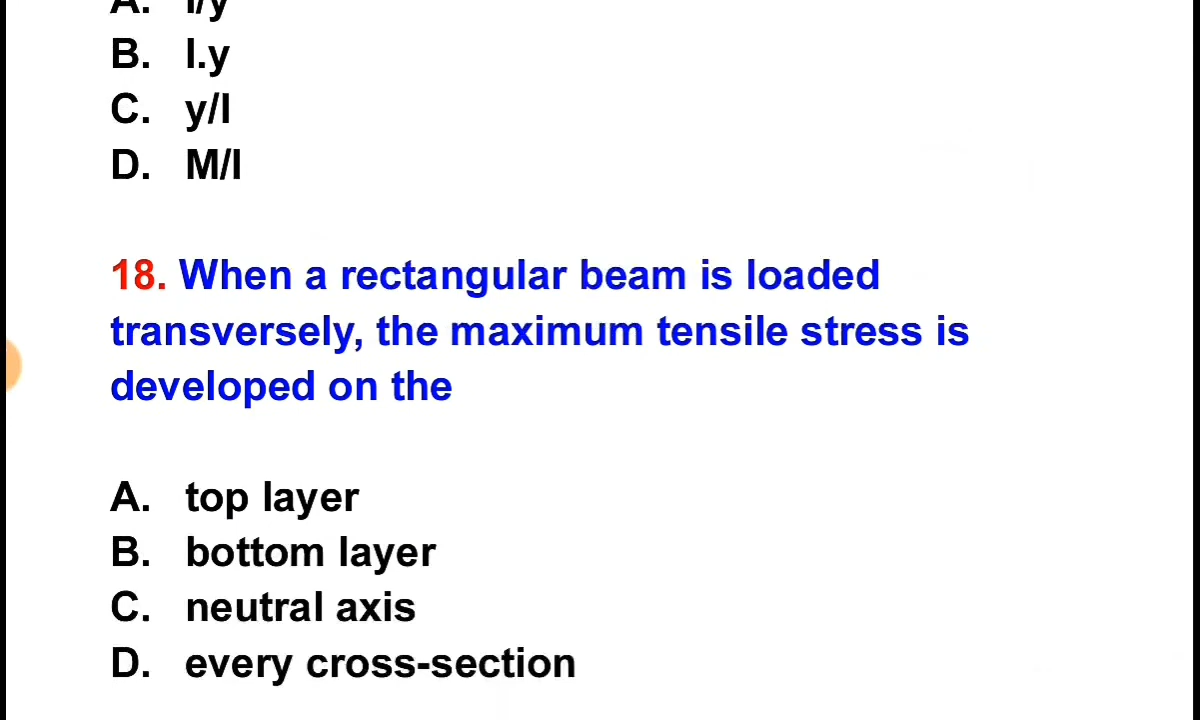 A. I/y
B. I.y
C. y/I
D. M/I
18. When a rectangular beam is loaded
transversely, the maximum tensile stress is
developed on the
A. top layer
B. bottom layer
C. neutral axis
D. every cross-section